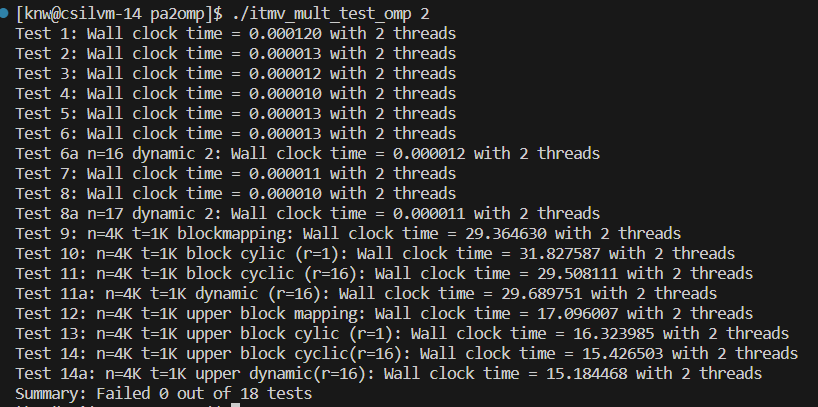 [knw@csilvm-14 pa2omp]$ ./itmv_mult_test_omp 2
Test 1: Wall clock time = 0.000120 with 2 threads
Test 2: Wall clock time = 0.000013 with 2 threads
Test 3: Wall clock time = 0.000012 with 2 threads
Test 4: Wall clock time = 0.000010 with 2 threads
Test 5: Wall clock time = 0.000013 with 2 threads
Test 6: Wall clock time = 0.000013 with 2 threads
Test 6a n=16 dynamic 2: Wall clock time = 0.000012 with 2 threads
Test 7: Wall clock time = 0.000011 with 2 threads
Test 8: Wall clock time = 0.000010 with 2 threads
Test 8a n=17 dynamic 2: Wall clock time = 0.000011 with 2 threads
Test 9: n=4K t=1K blockmapping: Wall clock time = 29.364630 with 2 threads
Test 10: n=4K t=1K block cylic (r=1): Wall clock time = 31.827587 with 2 threads
Test 11: n=4K t=1K block cyclic (r=16): Wall clock time = 29.508111 with 2 threads
Test 11a: n=4K t=1K dynamic (r=16): Wall clock time = 29.689751 with 2 threads
Test 12: n=4K t=1K upper block mapping: Wall clock time = 17.096007 with 2 threads
Test 13: n=4K t=1K upper block cylic (r=1): Wall clock time = 16.323985 with 2 threads
Test 14: n=4K t=1K upper block cyclic(r=16): Wall clock time = 15.426503 with 2 threads
Test 14a: n=4K t=1K upper dynamic(r=16): Wall clock time = 15.184468 with 2 threads
Summary: Failed 0 out of 18 tests